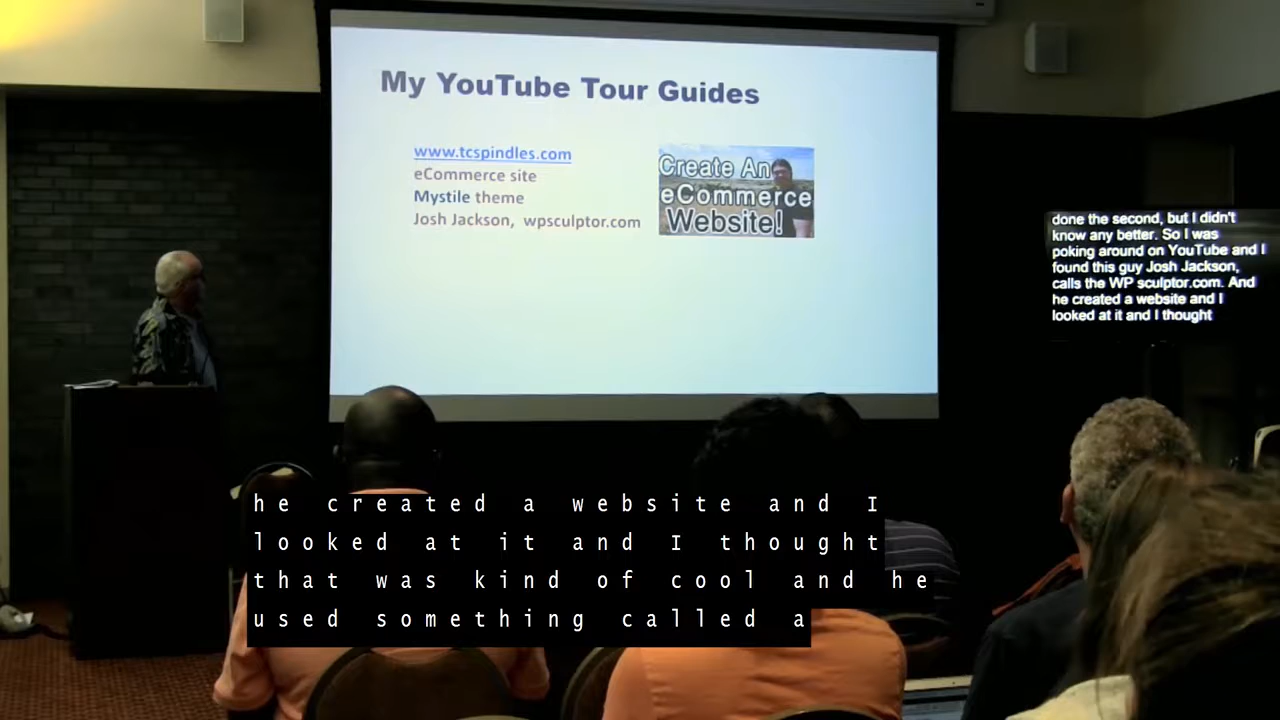 My YouTube Tour Guides
www.tcspindles.com
eCommerce site
Mystile theme
Josh Jackson, wpsculptor.com
Create An
eCommerce
Website!
done the second, but I didn't
know any better. So I was
poking around on YouTube and I
found this guy Josh Jackson,
calls the WP sculptor.com. And
he created a website and I
looked at it and I thought
he created a website and I
looked at it and I thought
that was kind of cool and he
used something called a